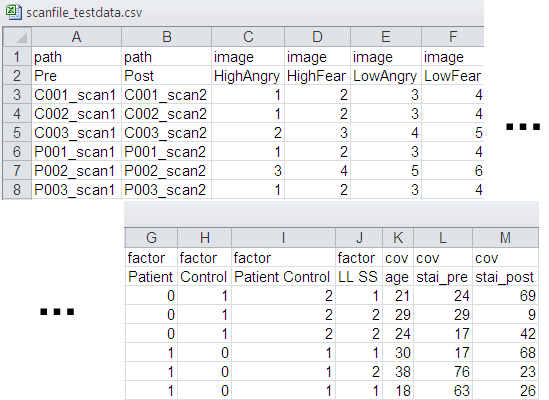 scanfile_testdata.csv
A B C D E F
1 path path image image image image
2 Pre Post HighAngry HighFear LowAngry LowFear
3 C001_scan1 C001_scan2 1 2 3 4
4 C002_scan1 C002_scan2 1 2 3 4
5 C003_scan1 C003_scan2 2 3 4 5
6 P001_scan1 P001_scan2 1 2 3 4
7 P002_scan1 P002_scan2 3 4 5 6
8 P003_scan1 P003_scan2 1 2 3 4
...
...
G H I J K L M
factor factor factor factor cov cov cov
Patient Control Patient Control LL SS age stai_pre stai_post
0 1 2 1 21 24 69
0 1 2 2 29 29 9
0 1 2 2 24 17 42
1 0 1 1 30 17 68
1 0 1 2 38 76 23
1 0 1 1 18 63 26